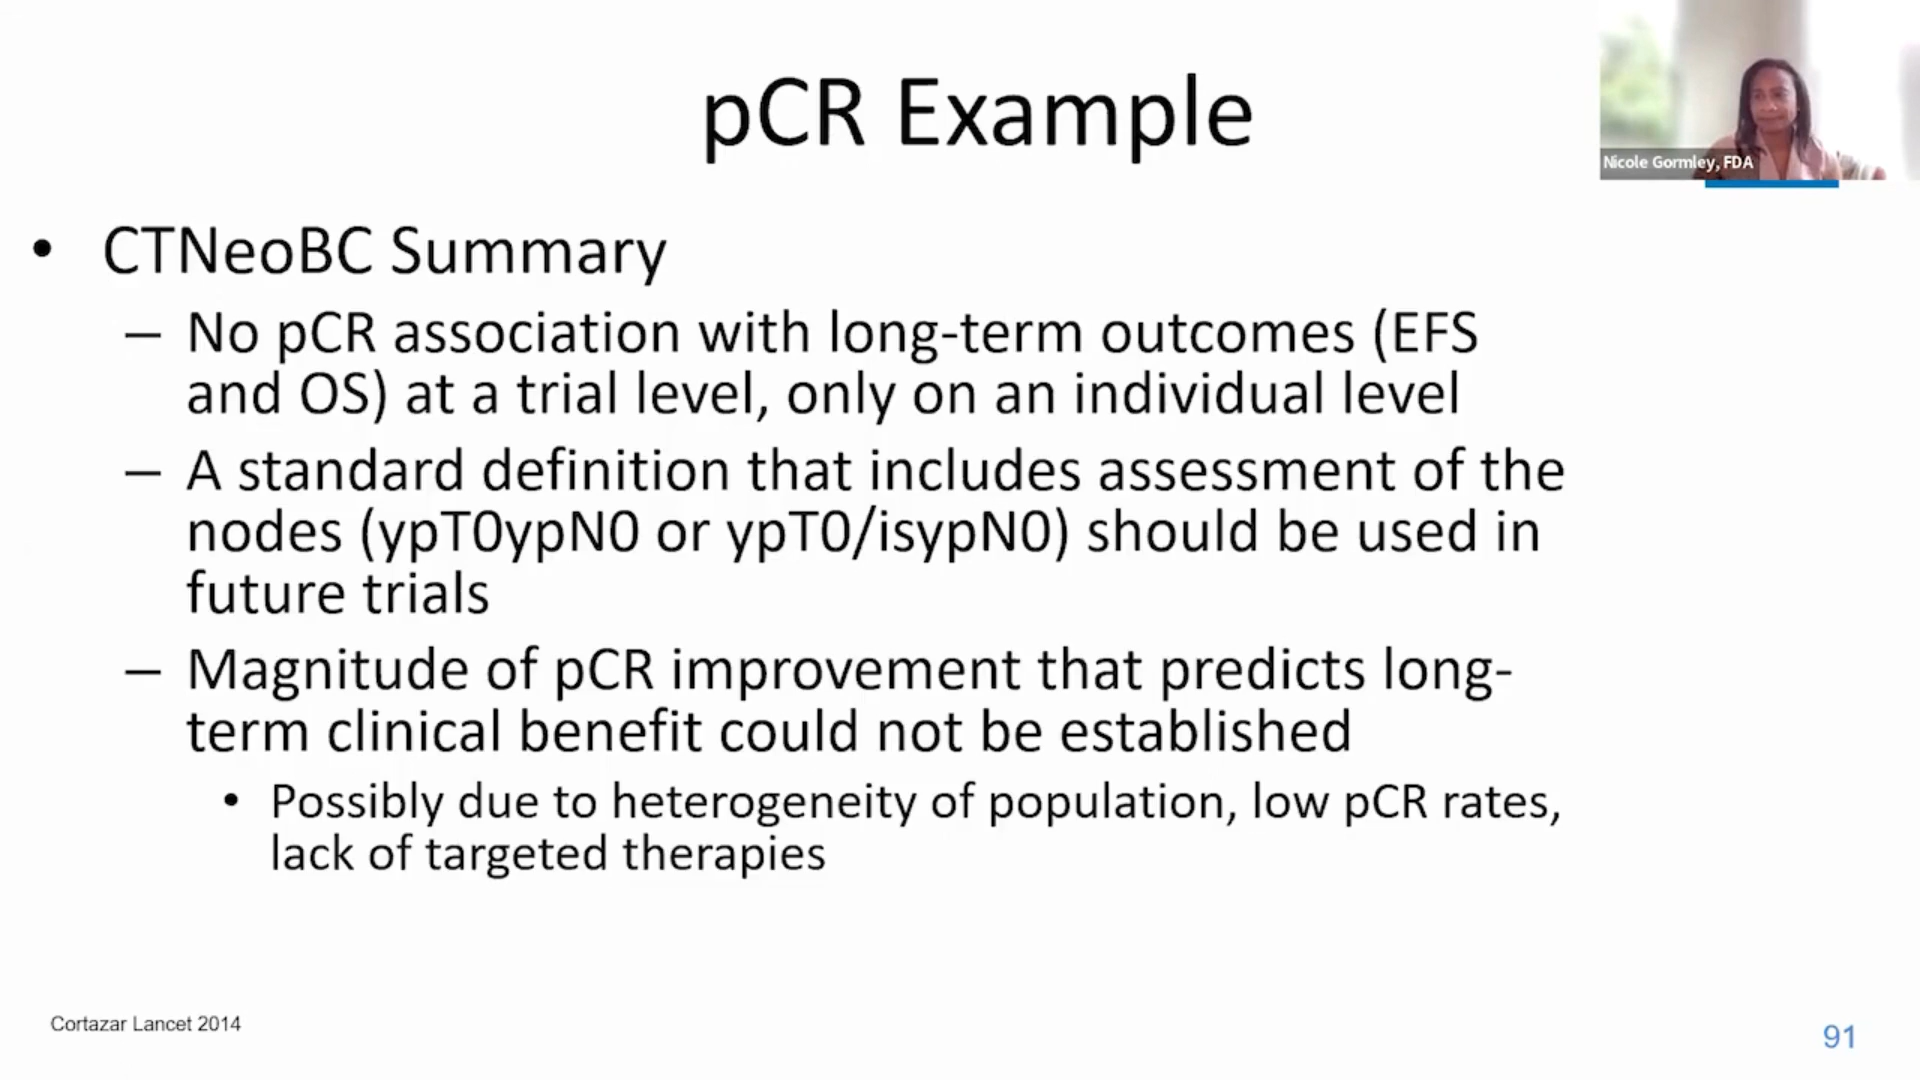 pCR Example
Nicole Gormley, FDA
• CTNeoBC Summary
– No pCR association with long-term outcomes (EFS
and OS) at a trial level, only on an individual level
– A standard definition that includes assessment of the
nodes (ypT0ypN0 or ypT0/isypN0) should be used in
future trials
– Magnitude of pCR improvement that predicts long-
term clinical benefit could not be established
• Possibly due to heterogeneity of population, low pCR rates,
lack of targeted therapies
Cortazar Lancet 2014
91